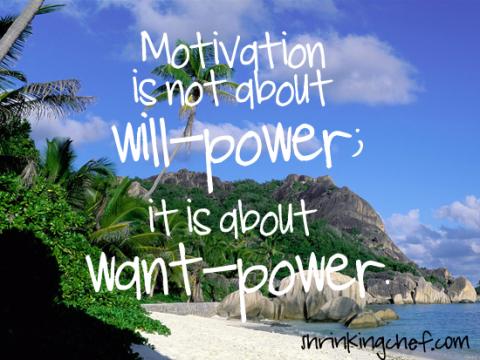 Motivation
is not about
will-power;
it is about
want-power.
shrinkingchef.com